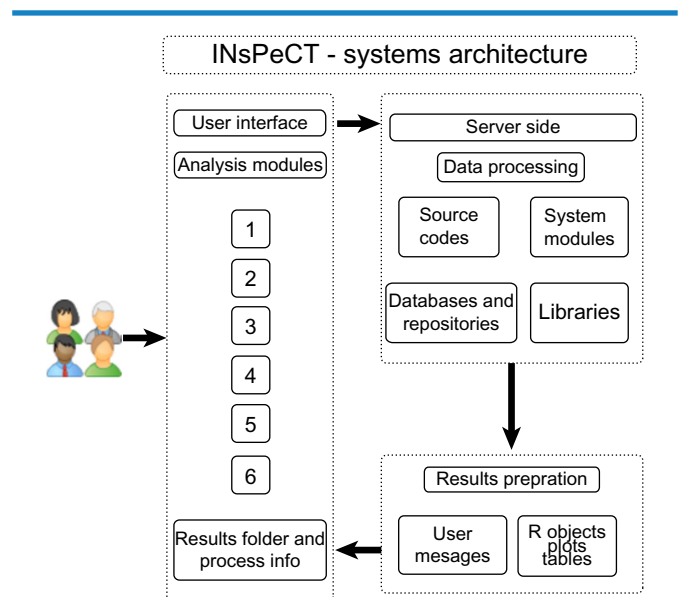 INsPeCT - systems architecture
User interface
Analysis modules
1
2
3
4
5
6
Results folder and
process info
Server side
Data processing
Source
codes
System
modules
Databases and
repositories
Libraries
Results prepration
User
mesages
R objects
plots
tables